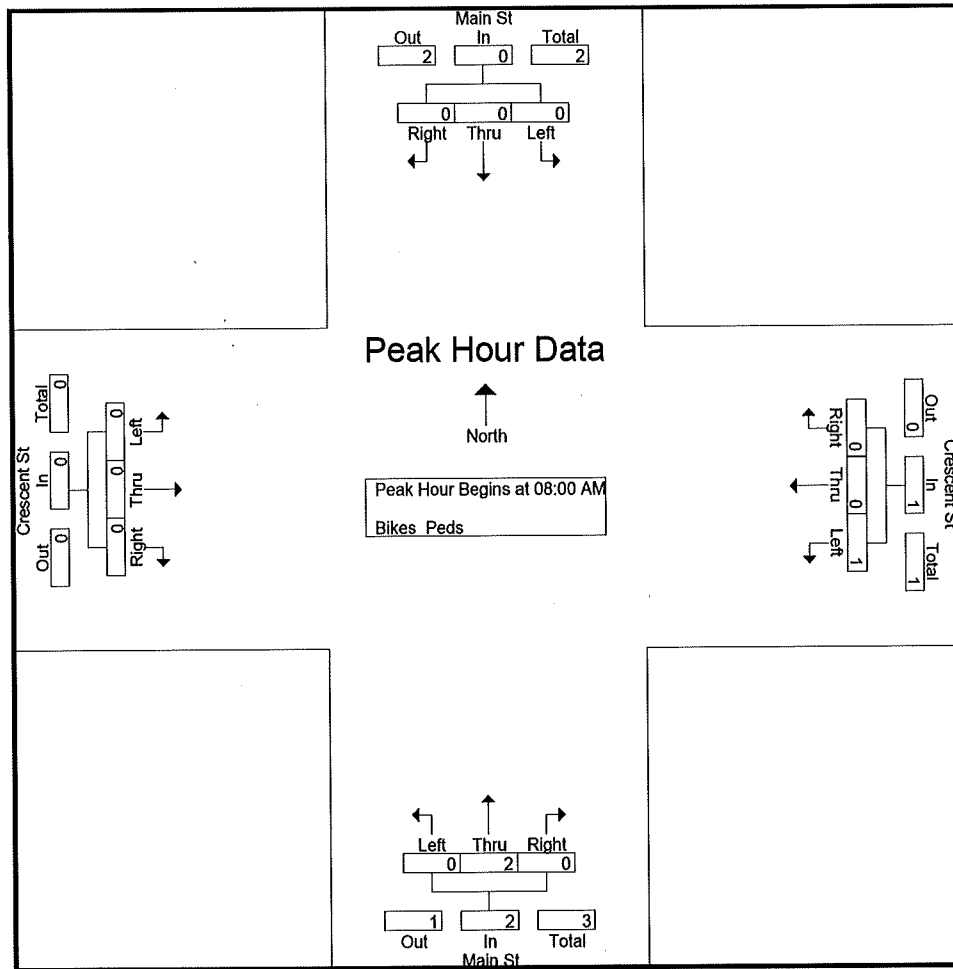 Main St
Out In Total
2 0 2
0 0 0
Right Thru Left
Peak Hour Data
North
Peak Hour Begins at 08:00 AM
Bikes Peds
Crescent St
Total In Out
0 0 0
0 0 0
Left Thru Right
Crescent St
Out In Total
0 1 1
0 0 1
Right Thru Left
Left Thru Right
0 2 0
1 2 3
Out In Total
Main St